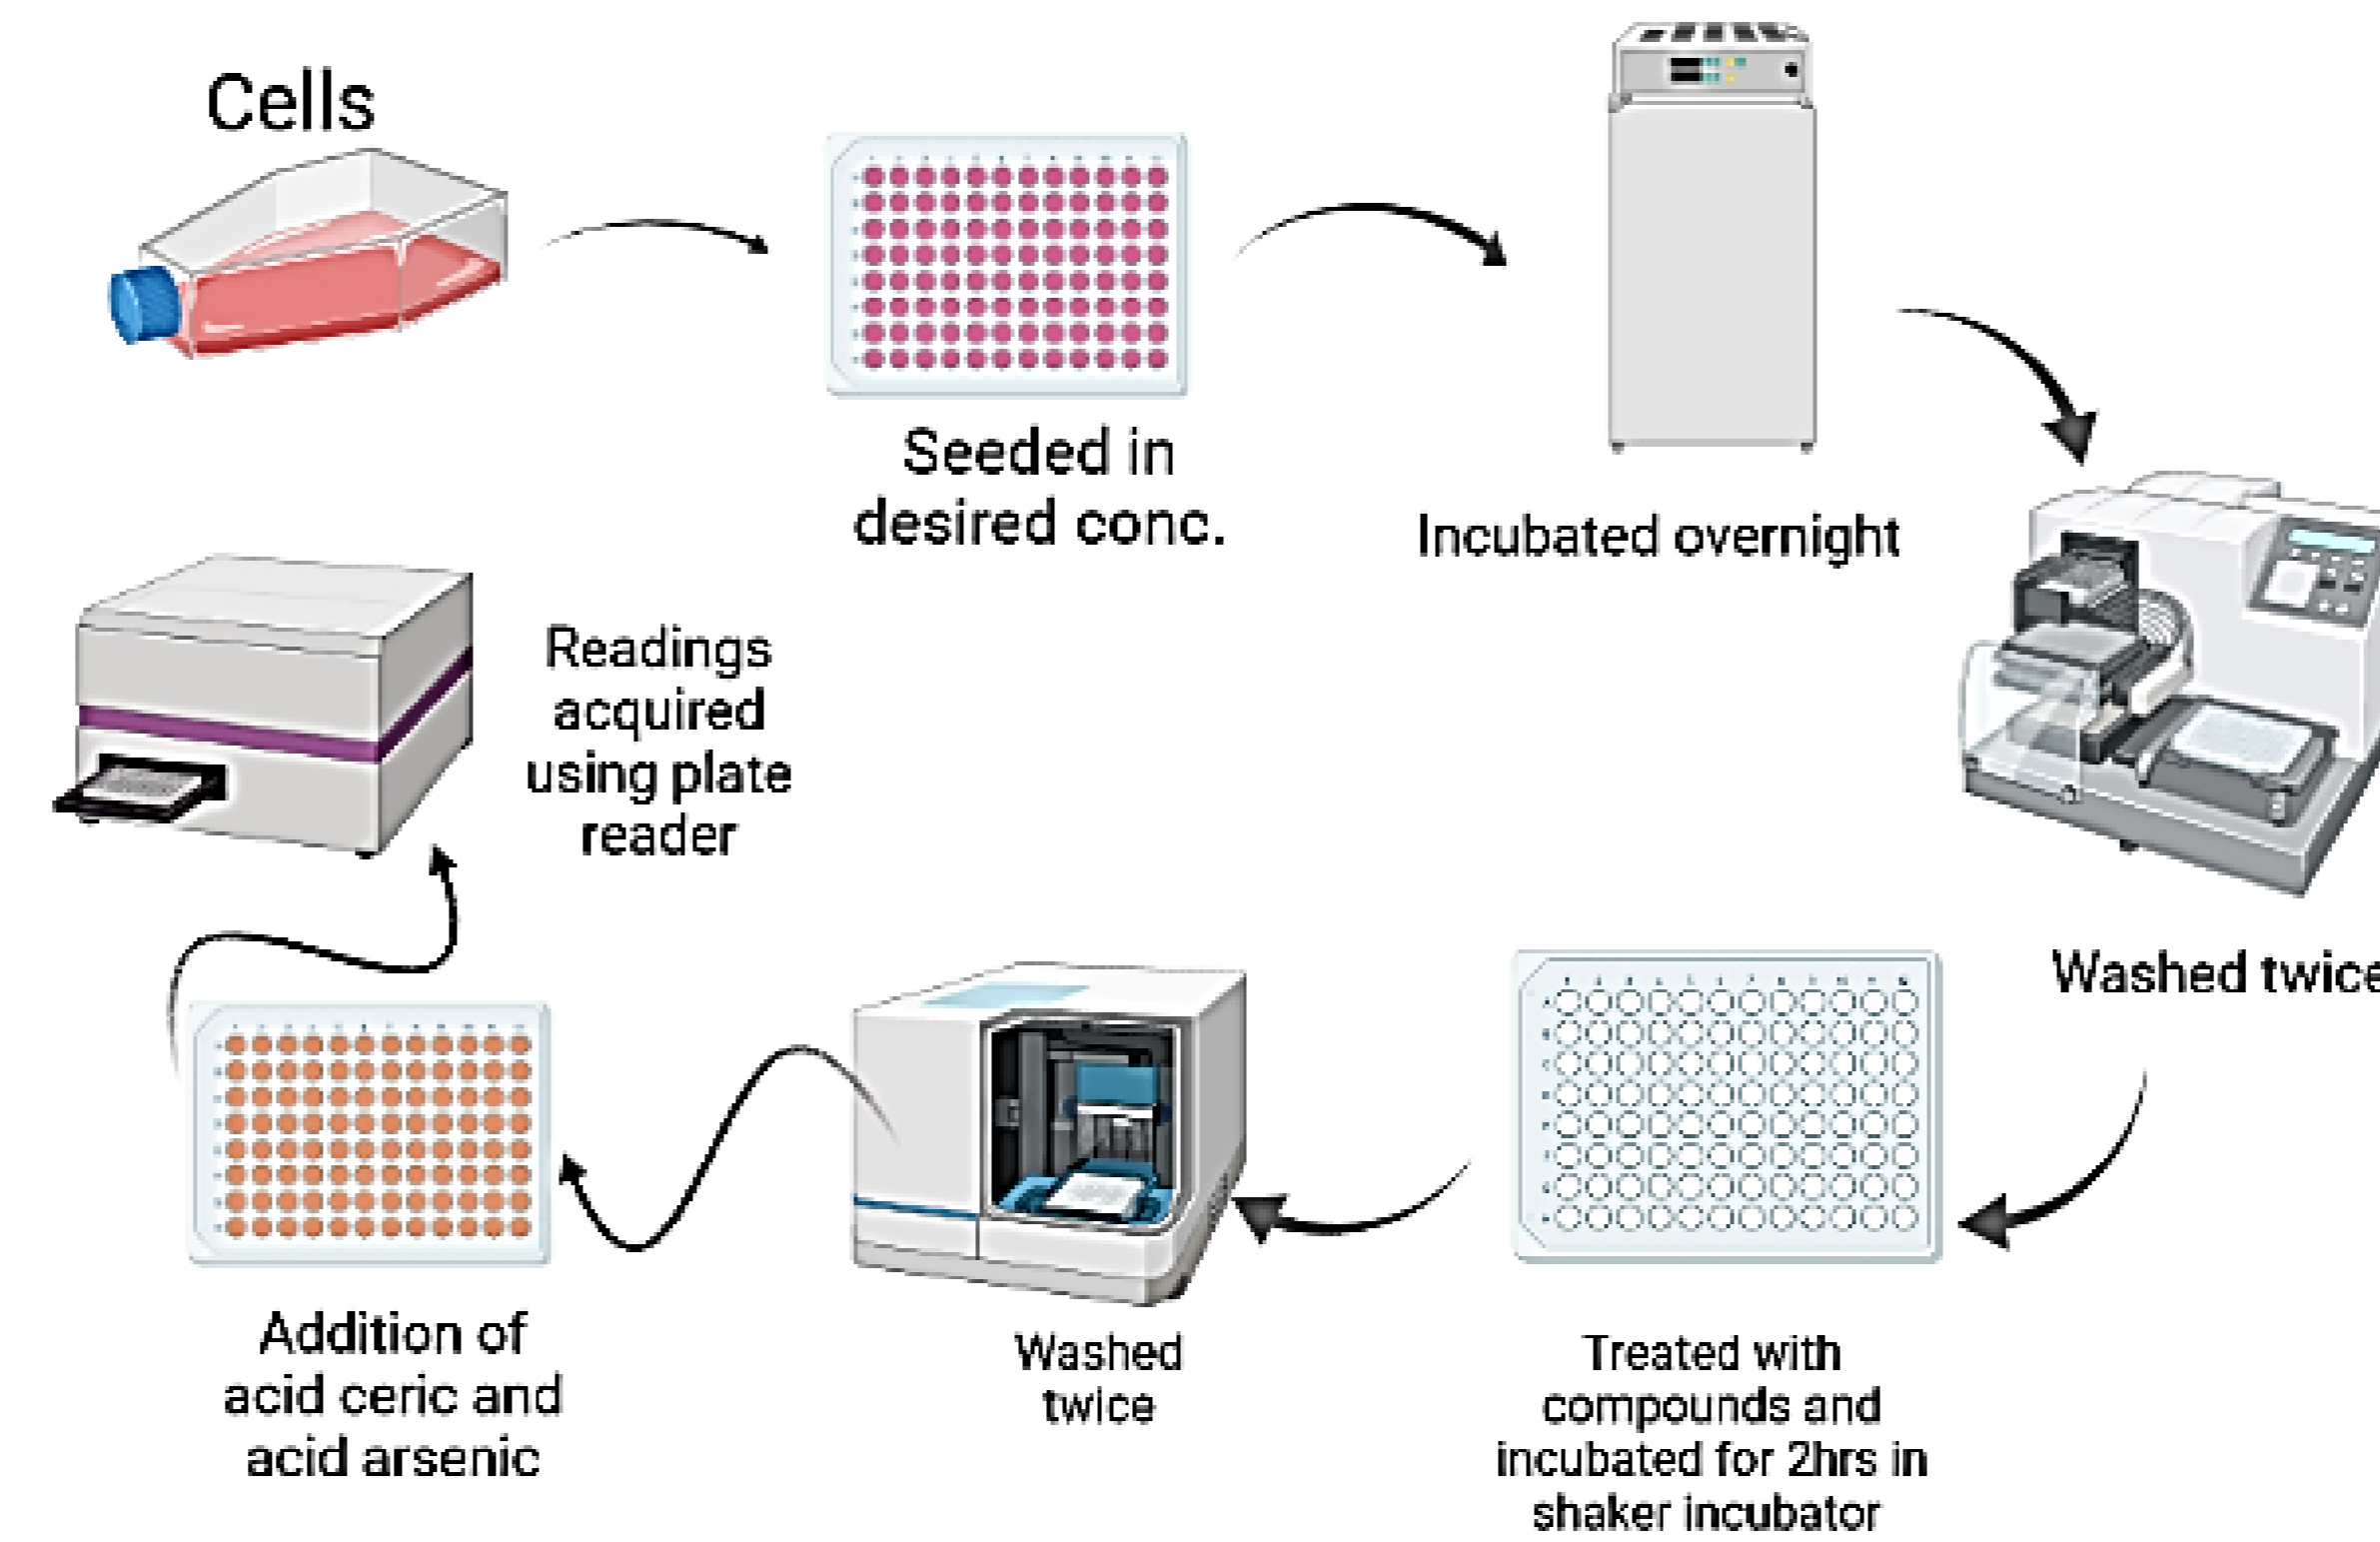 Cells
Seeded in
desired conc.
Incubated overnight
Washed twice
Treated with
compounds and
incubated for 2hrs in
shaker incubator
Washed
twice
Addition of
acid ceric and
acid arsenic
Readings
acquired
using plate
reader